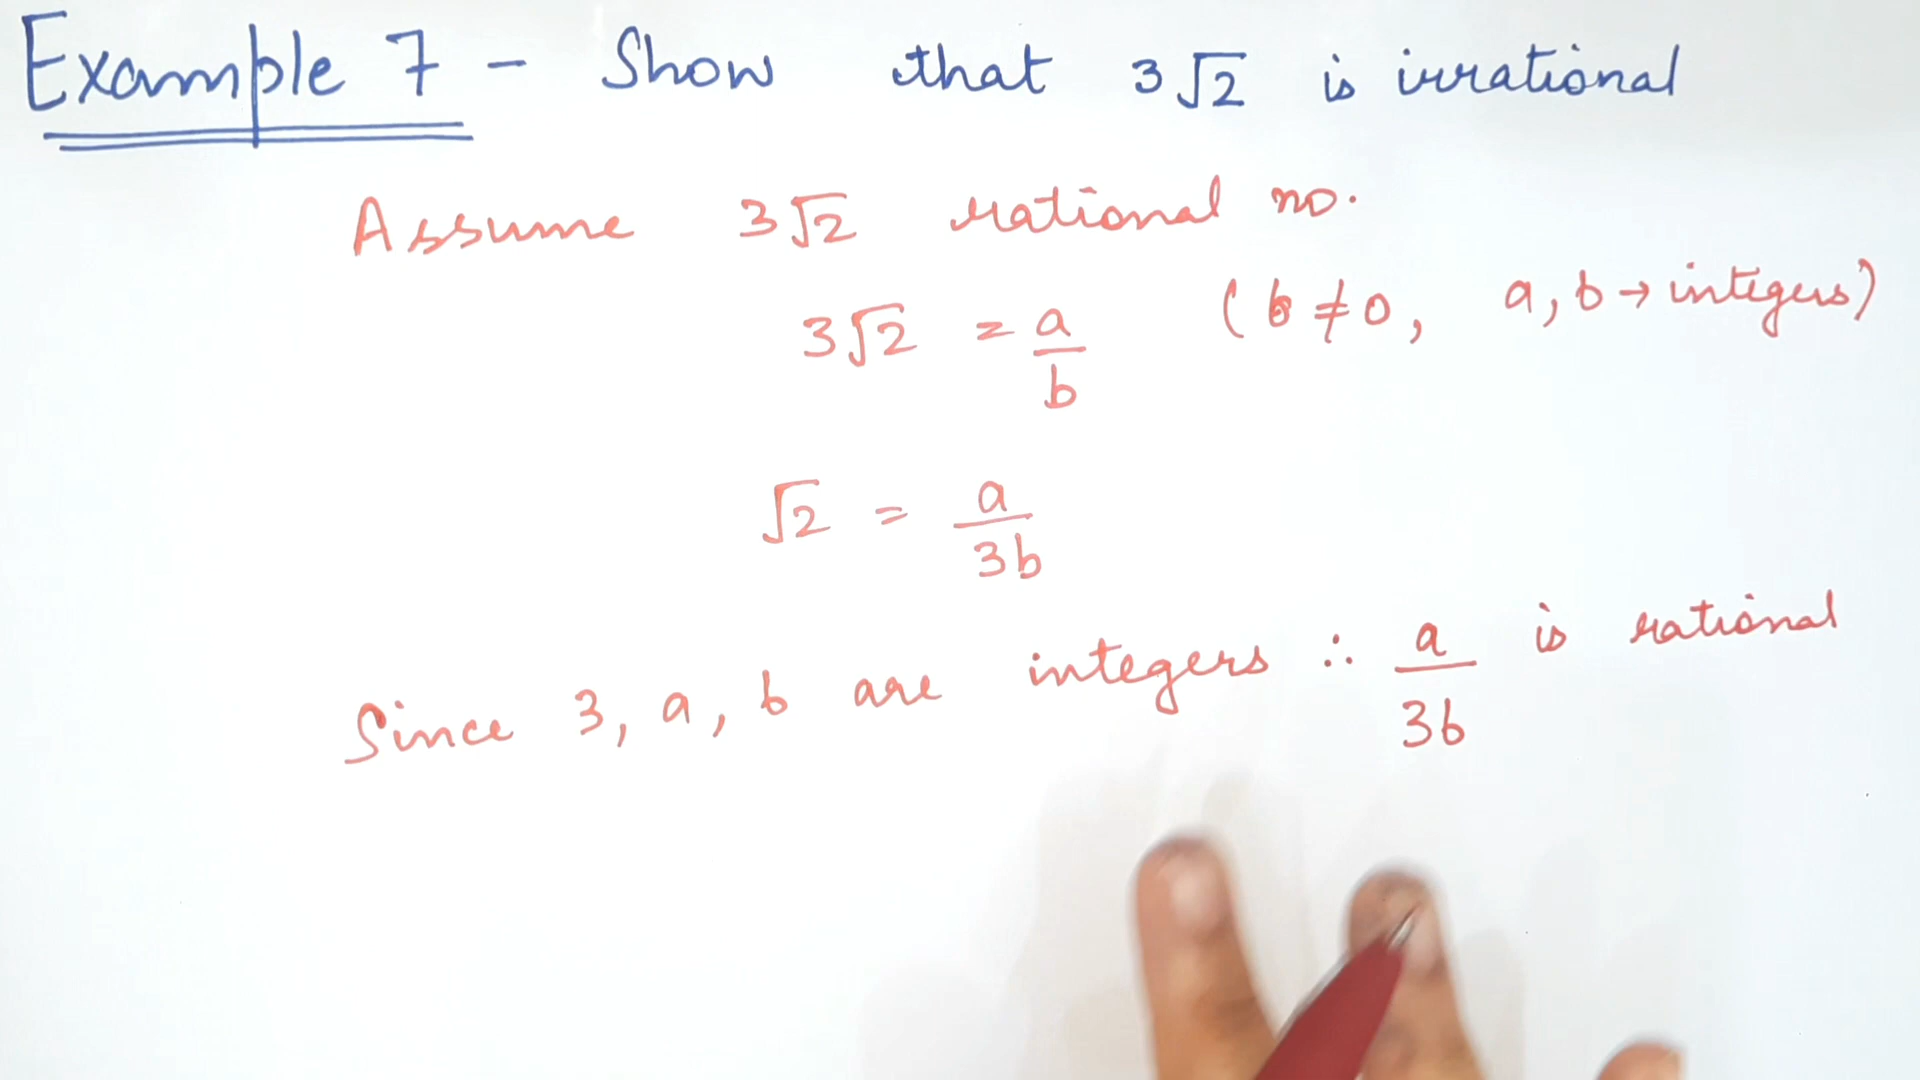 Example 7 - Show that 3√2 is irrational
Assume 3√2 rational no.
3√2 = a/b (b ≠ 0, a, b → integers)
√2 = a/3b
Since 3, a, b are integers ∴ a/3b is rational